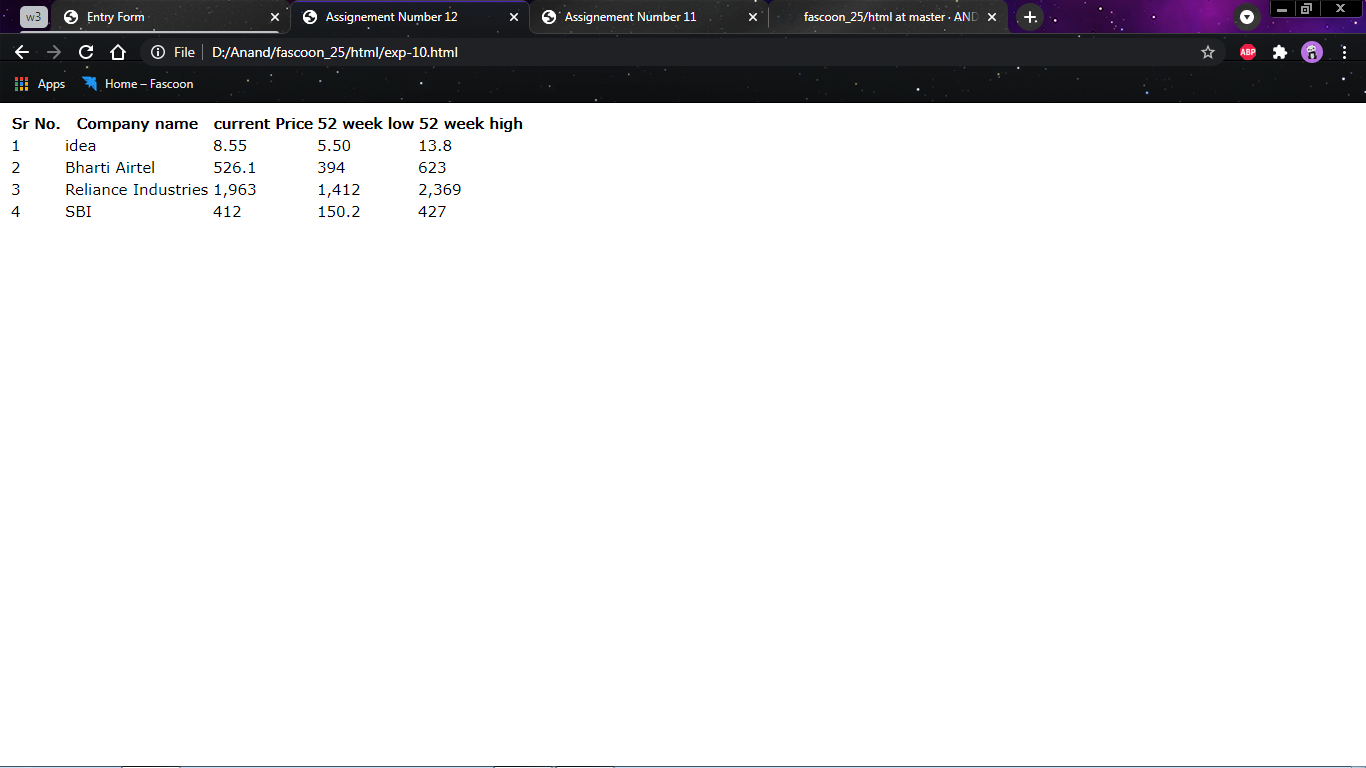 w3 Entry Form Assignement Number 12 Assignement Number 11 fascoon_25/html at master · AND
File D:/Anand/fascoon_25/html/exp-10.html ABP
Apps Home – Fascoon
Sr No. Company name current Price 52 week low 52 week high
1 idea 8.55 5.50 13.8
2 Bharti Airtel 526.1 394 623
3 Reliance Industries 1,963 1,412 2,369
4 SBI 412 150.2 427